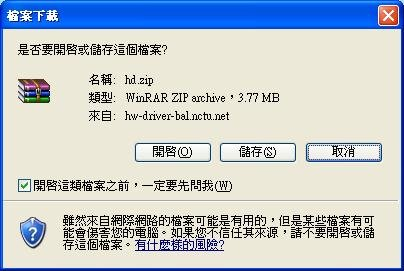 檔案下載
是否要開啓或儲存這個檔案?
名稱: hd.zip
類型: WinRAR ZIP archive，3.77 MB
來自: hw-driver-bal.nctu.net
開啓(O) 儲存(S) 取消
開啓這類檔案之前，一定要先問我(W)
雖然來自網際網路的檔案可能是有用的，但是某些檔案有可
能會傷害您的電腦。如果您不信任其來源，請不要開啓或儲
存這個檔案。有什麼樣的風險?